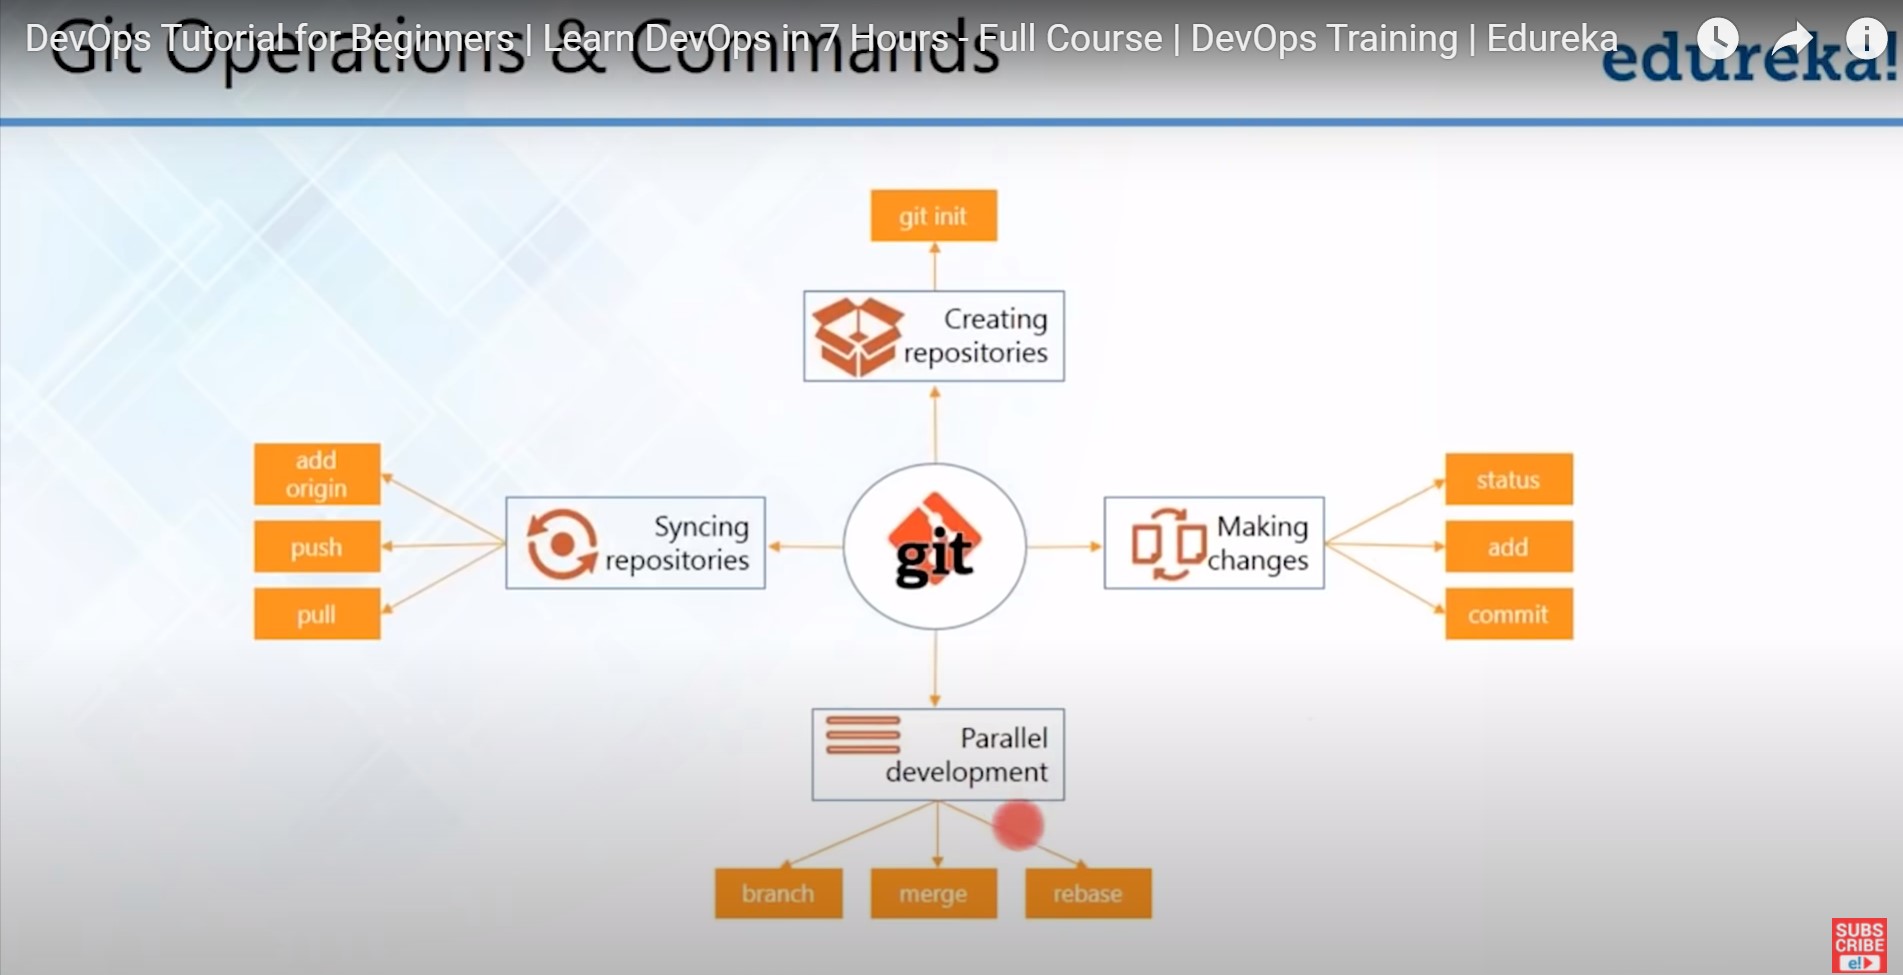 DevOps Tutorial for Beginners | Learn DevOps in 7 Hours - Full Course | DevOps Training | Edureka
Git Operations & Commands
edureka!
git init
Creating
repositories
add
origin
push
pull
Syncing
repositories
git
Making
changes
status
add
commit
Parallel
development
branch
merge
rebase
SUBS
CRIBE
e!